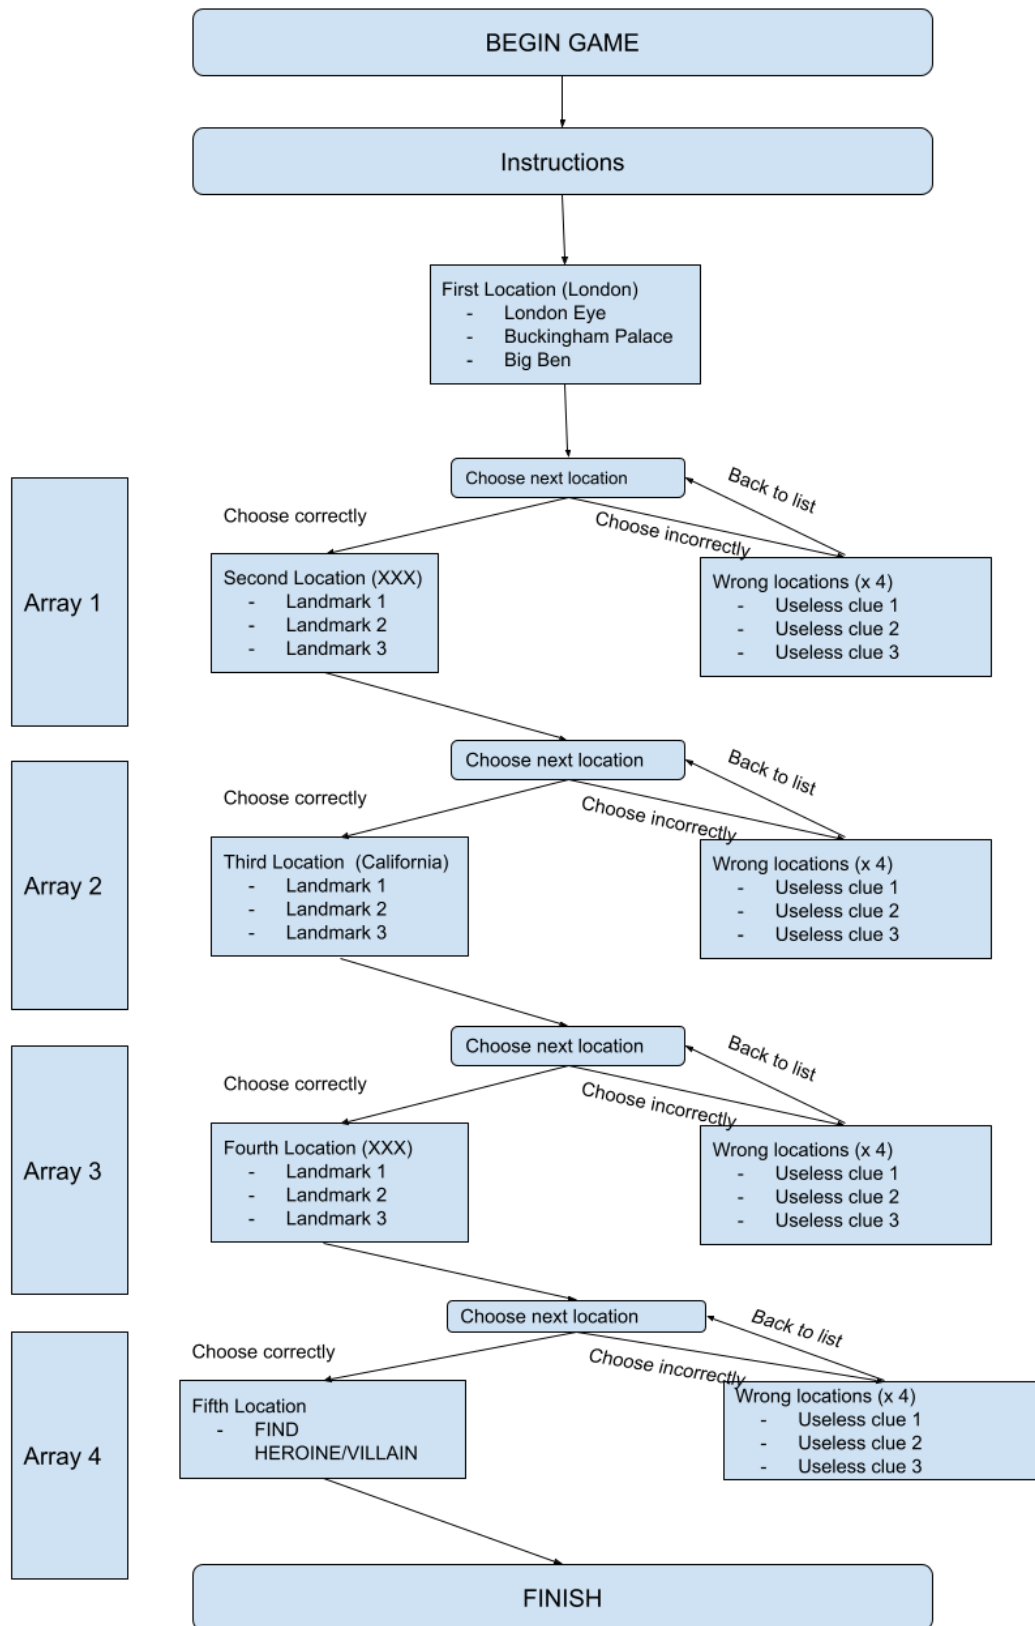 BEGIN GAME
Instructions
First Location (London)
- London Eye
- Buckingham Palace
- Big Ben
Choose next location
Back to list
Choose correctly
Choose incorrectly
Array 1
Second Location (XXX)
- Landmark 1
- Landmark 2
- Landmark 3
Wrong locations (x 4)
- Useless clue 1
- Useless clue 2
- Useless clue 3
Choose next location
Back to list
Choose correctly
Choose incorrectly
Array 2
Third Location (California)
- Landmark 1
- Landmark 2
- Landmark 3
Wrong locations (x 4)
- Useless clue 1
- Useless clue 2
- Useless clue 3
Choose next location
Back to list
Choose correctly
Choose incorrectly
Array 3
Fourth Location (XXX)
- Landmark 1
- Landmark 2
- Landmark 3
Wrong locations (x 4)
- Useless clue 1
- Useless clue 2
- Useless clue 3
Choose next location
Back to list
Choose correctly
Choose incorrectly
Array 4
Fifth Location
- FIND
HEROINE/VILLAIN
Wrong locations (x 4)
- Useless clue 1
- Useless clue 2
- Useless clue 3
FINISH